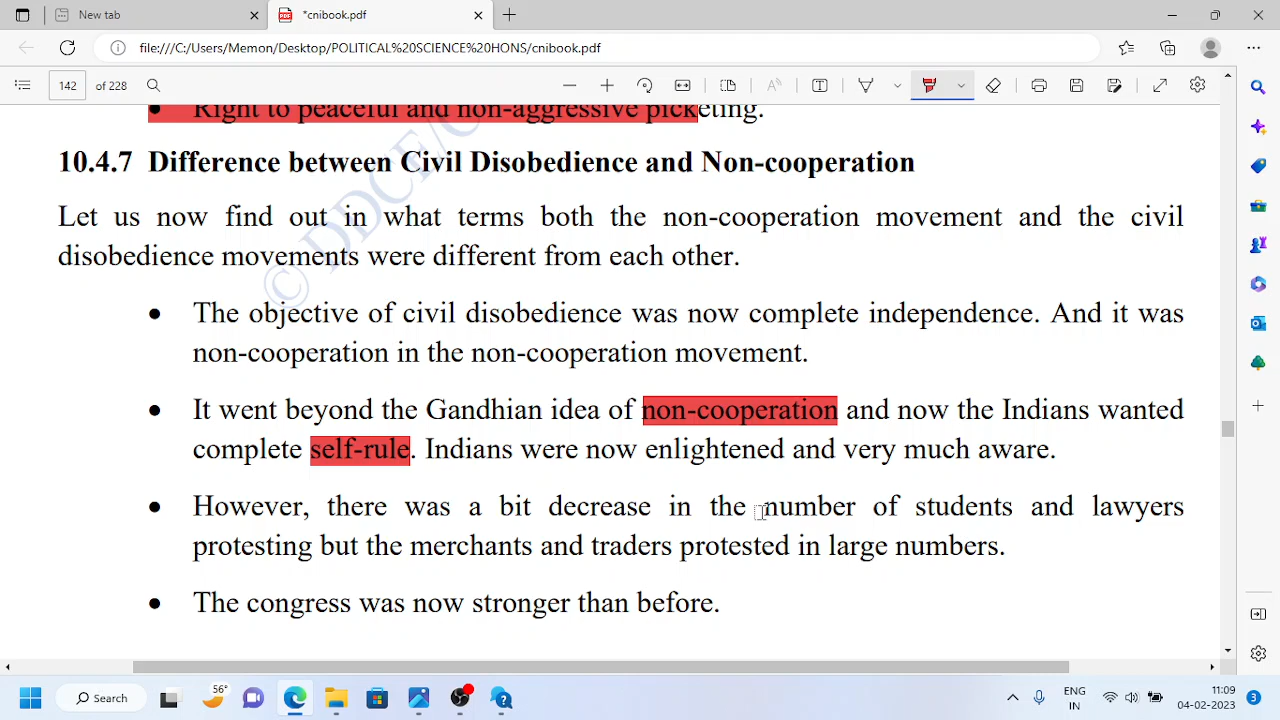 New tab
*cnibook.pdf
file:///C:/Users/Memon/Desktop/POLITICAL%20SCIENCE%20HONS/cnibook.pdf
142 of 228
Right to peaceful and non-aggressive picketing.
10.4.7 Difference between Civil Disobedience and Non-cooperation
Let us now find out in what terms both the non-cooperation movement and the civil
disobedience movements were different from each other.
• The objective of civil disobedience was now complete independence. And it was
non-cooperation in the non-cooperation movement.
• It went beyond the Gandhian idea of non-cooperation and now the Indians wanted
complete self-rule. Indians were now enlightened and very much aware.
• However, there was a bit decrease in the number of students and lawyers
protesting but the merchants and traders protested in large numbers.
• The congress was now stronger than before.
© DDCE/
Search
56°
ENG
IN
11:09
04-02-2023
3